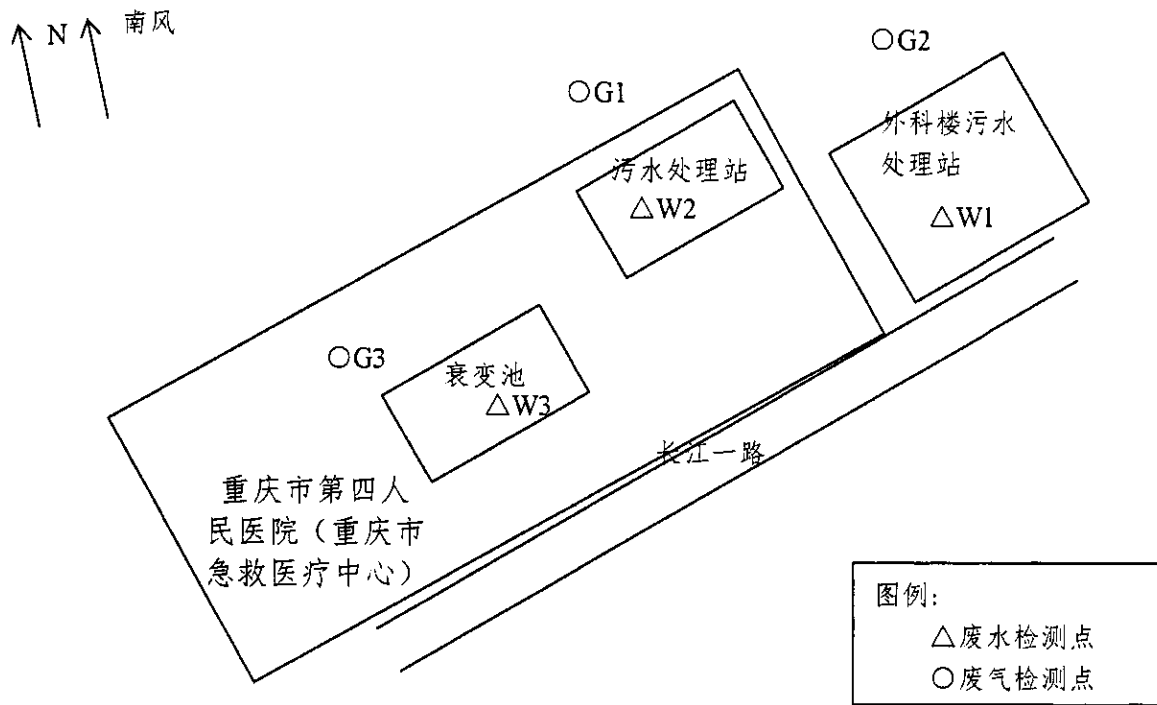 N
南风
○G2
○G1
外科楼污水
处理站
△W1
污水处理站
△W2
○G3
衰变池
△W3
长江一路
重庆市第四人
民医院（重庆市
急救医疗中心）
图例：
△废水检测点
○废气检测点